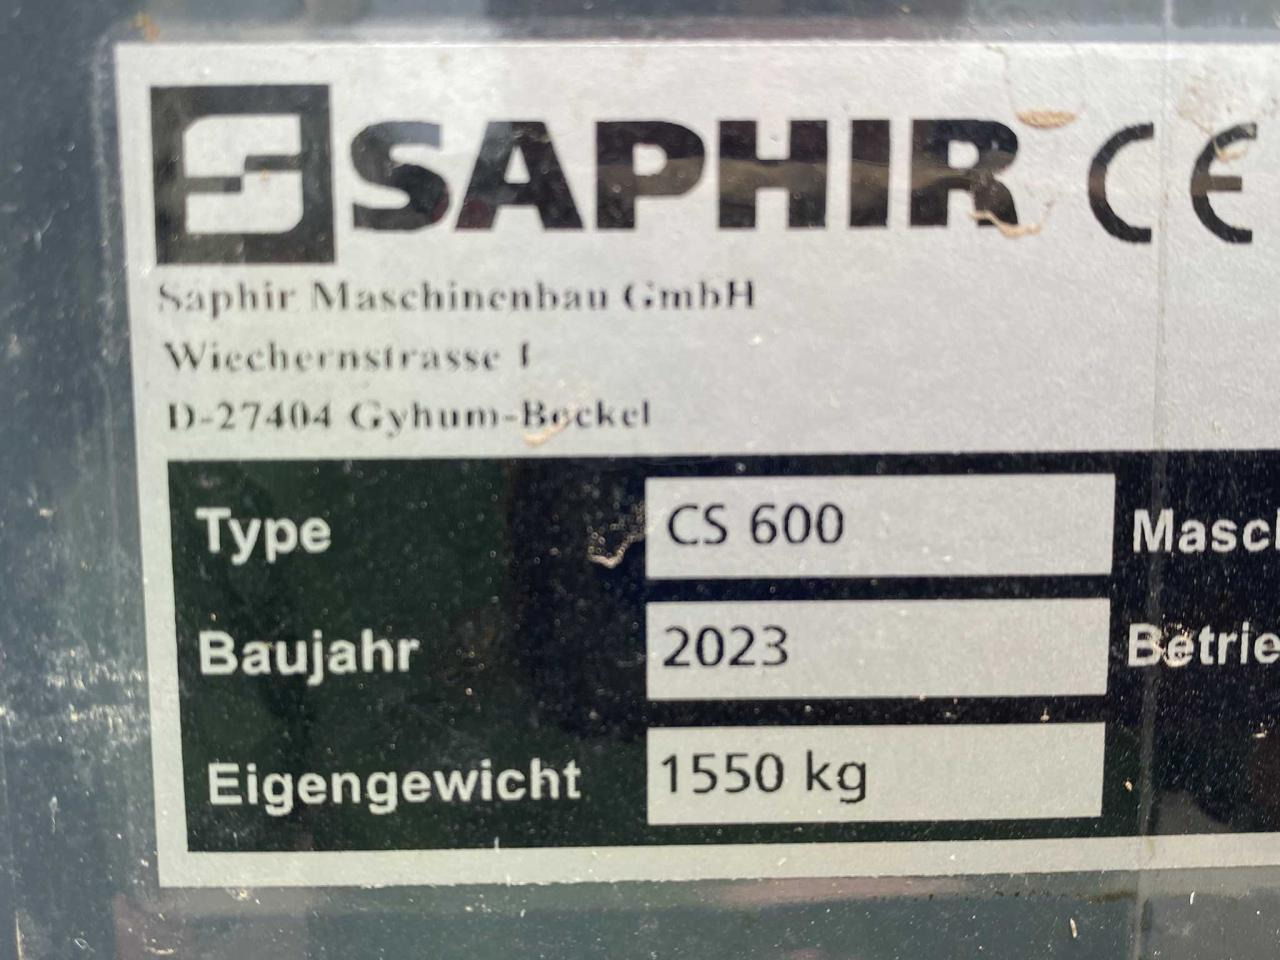 SAPHIR CE
Saphir Maschinenbau GmbH
Wiechernstrasse 1
D-27404 Gyhum-Bockel
Type CS 600 Masch
Baujahr 2023 Betrie
Eigengewicht 1550 kg